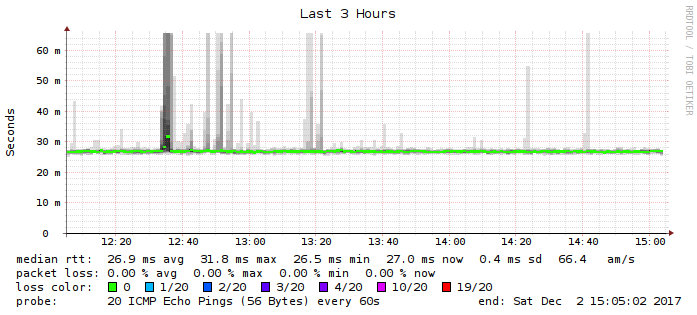 Last 3 Hours
RRDTOOL / TOBI OETIKER
Seconds
60 m
50 m
40 m
30 m
20 m
10 m
0
12:20 12:40 13:00 13:20 13:40 14:00 14:20 14:40 15:00
median rtt: 26.9 ms avg 31.8 ms max 26.5 ms min 27.0 ms now 0.4 ms sd 66.4 am/s
packet loss: 0.00 % avg 0.00 % max 0.00 % min 0.00 % now
loss color: 0 1/20 2/20 3/20 4/20 10/20 19/20
probe: 20 ICMP Echo Pings (56 Bytes) every 60s end: Sat Dec 2 15:05:02 2017